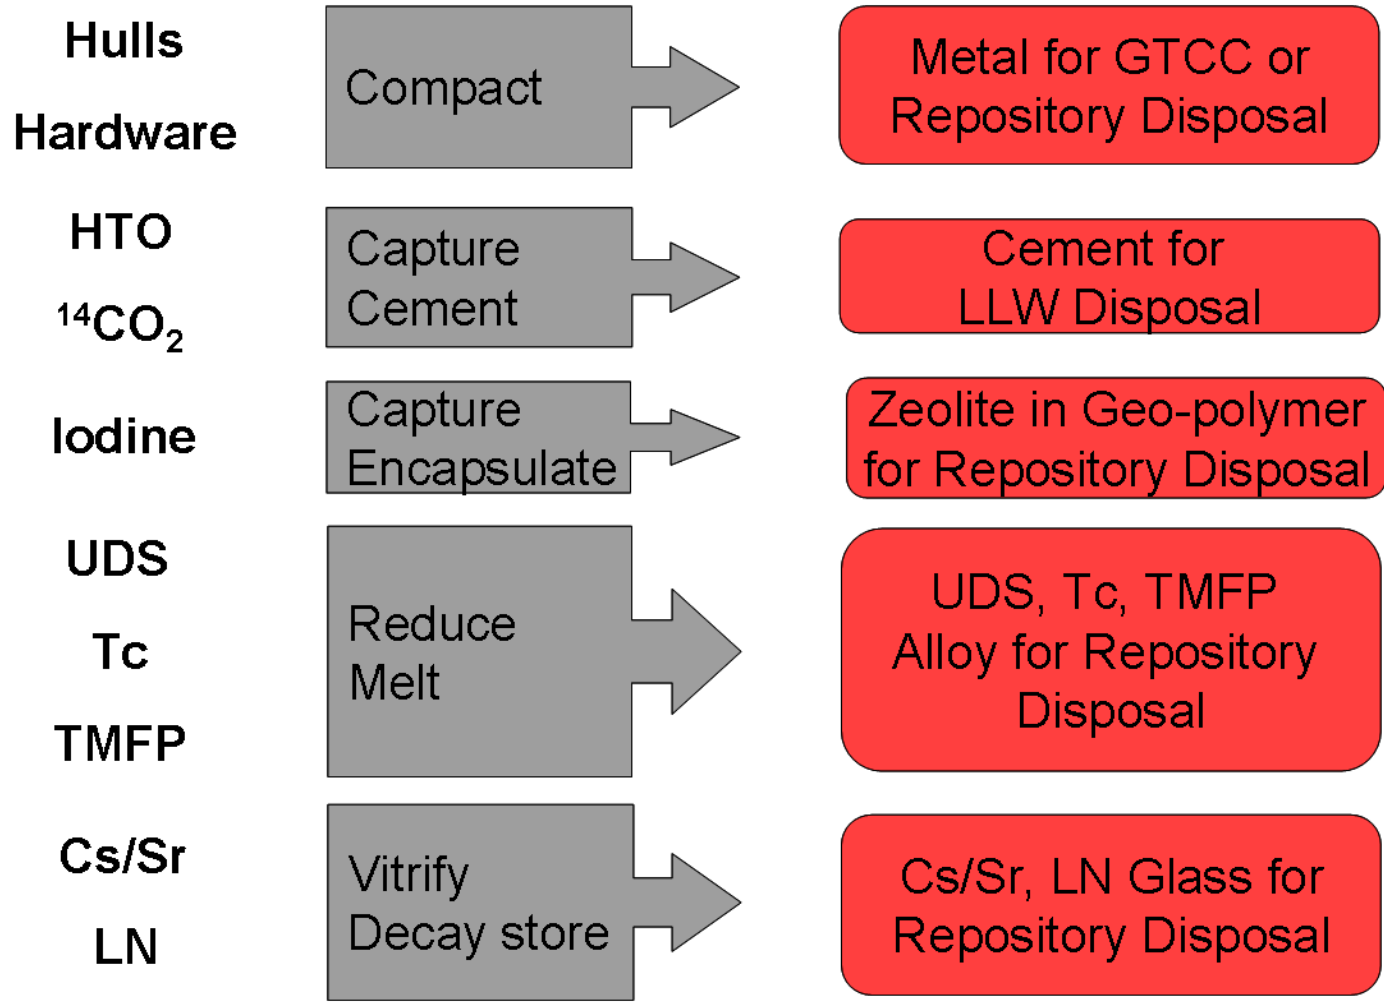 Hulls
Hardware
Compact
Metal for GTCC or
Repository Disposal
HTO
¹⁴CO₂
Capture
Cement
Cement for
LLW Disposal
Iodine
Capture
Encapsulate
Zeolite in Geo-polymer
for Repository Disposal
UDS
Tc
TMFP
Reduce
Melt
UDS, Tc, TMFP
Alloy for Repository
Disposal
Cs/Sr
LN
Vitrify
Decay store
Cs/Sr, LN Glass for
Repository Disposal